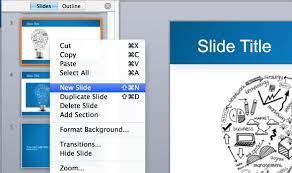 Slides
Outline
Cut ⌘X
Copy ⌘C
Paste ⌘V
Select All ⌘A
New Slide ⇧⌘N
Duplicate Slide ⇧⌘D
Delete Slide
Add Section
Format Background...
Transitions...
Hide Slide
Zoom...
Slide Title